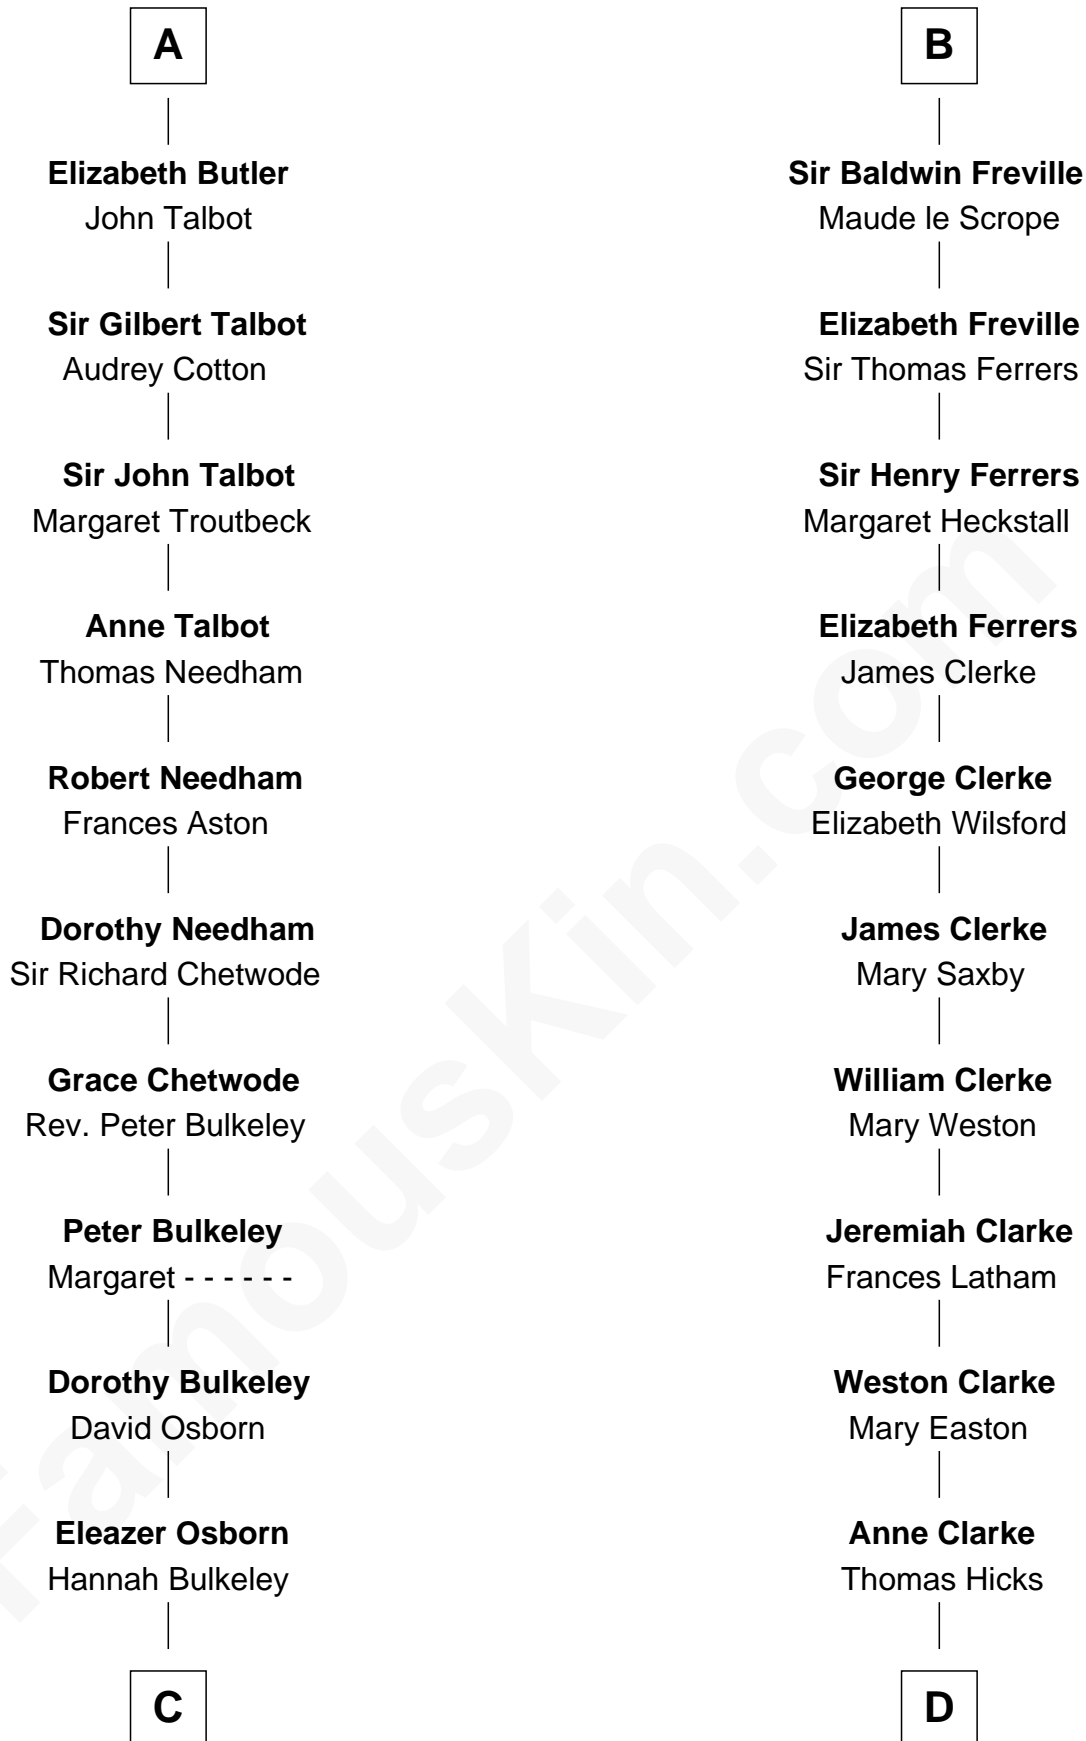 A
Elizabeth Butler
John Talbot
Sir Gilbert Talbot
Audrey Cotton
Sir John Talbot
Margaret Troutbeck
Anne Talbot
Thomas Needham
Robert Needham
Frances Aston
Dorothy Needham
Sir Richard Chetwode
Grace Chetwode
Rev. Peter Bulkeley
Peter Bulkeley
Margaret - - - - - -
Dorothy Bulkeley
David Osborn
Eleazer Osborn
Hannah Bulkeley
C
B
Sir Baldwin Freville
Maude le Scrope
Elizabeth Freville
Sir Thomas Ferrers
Sir Henry Ferrers
Margaret Heckstall
Elizabeth Ferrers
James Clerke
George Clerke
Elizabeth Wilsford
James Clerke
Mary Saxby
William Clerke
Mary Weston
Jeremiah Clarke
Frances Latham
Weston Clarke
Mary Easton
Anne Clarke
Thomas Hicks
D
FamousKin.com